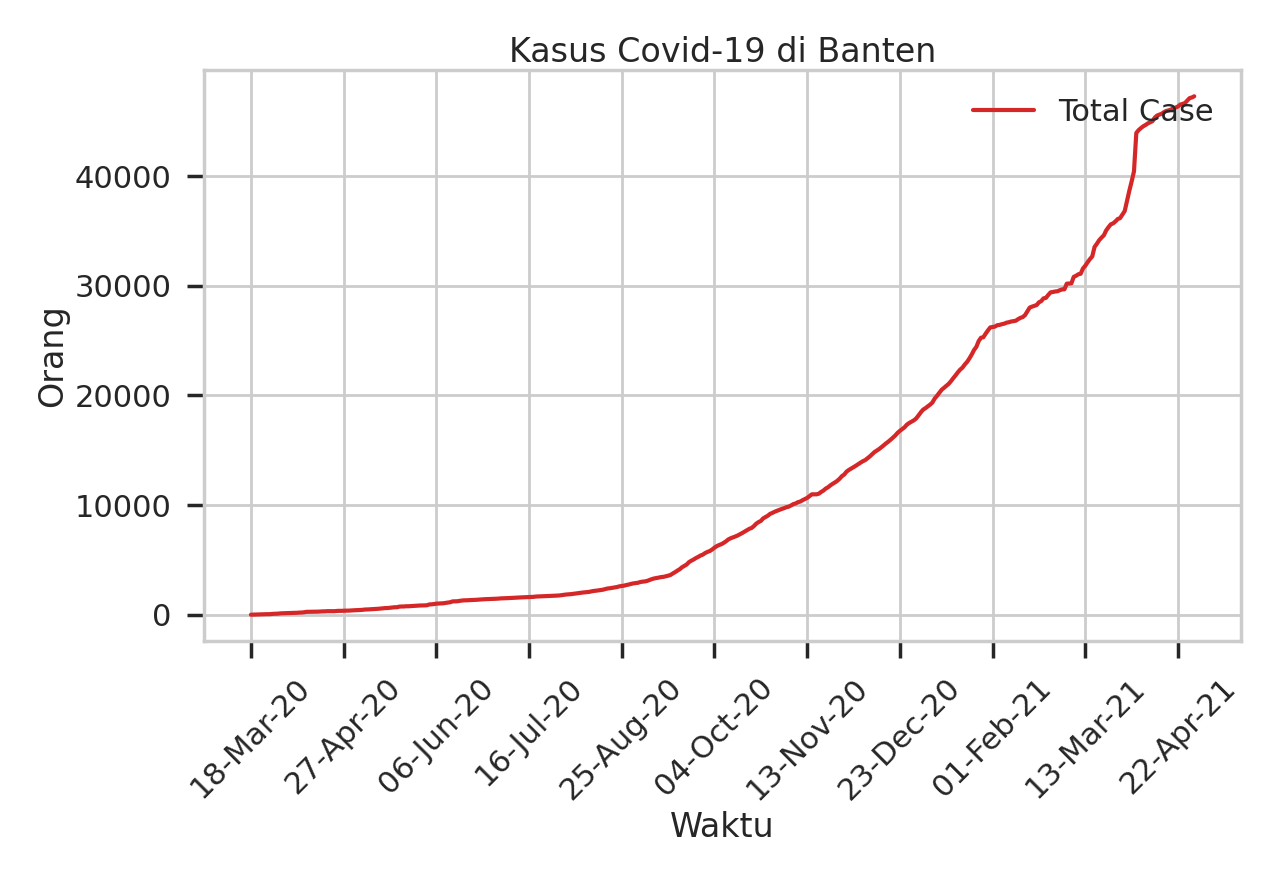 Kasus Covid-19 di Banten
Total Case
Orang
40000
30000
20000
10000
0
18-Mar-20
27-Apr-20
06-Jun-20
16-Jul-20
25-Aug-20
04-Oct-20
13-Nov-20
23-Dec-20
01-Feb-21
13-Mar-21
22-Apr-21
Waktu